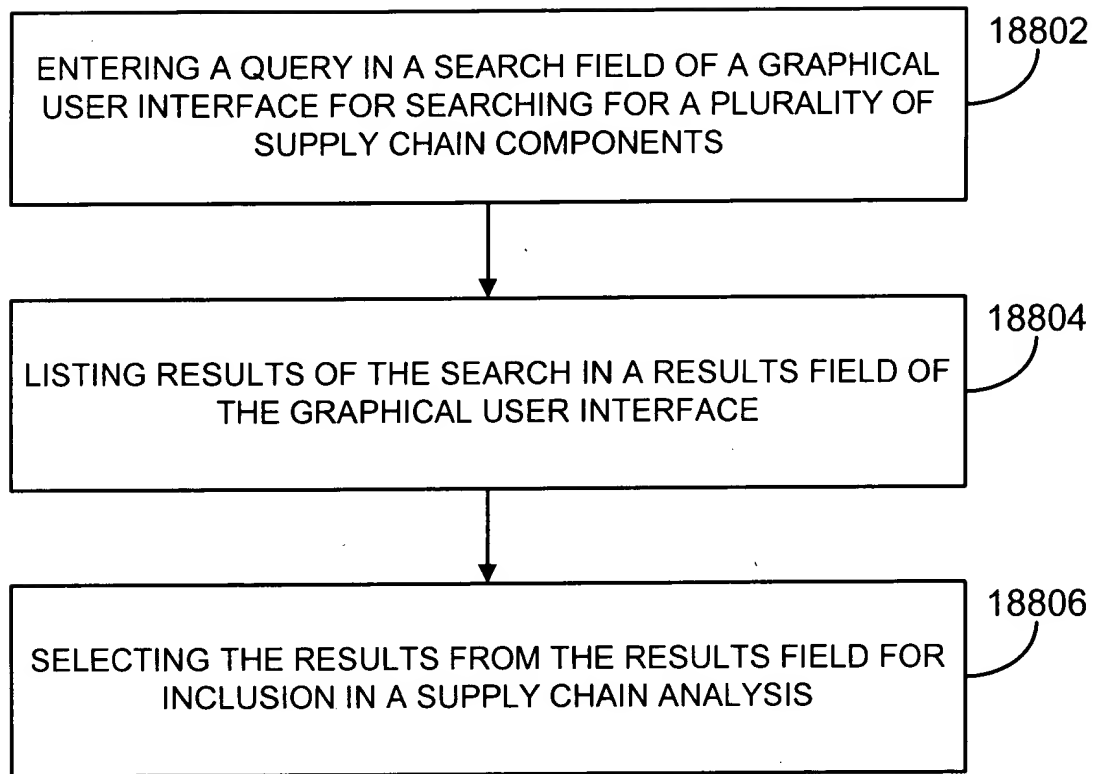 18802
ENTERING A QUERY IN A SEARCH FIELD OF A GRAPHICAL
USER INTERFACE FOR SEARCHING FOR A PLURALITY OF
SUPPLY CHAIN COMPONENTS
18804
LISTING RESULTS OF THE SEARCH IN A RESULTS FIELD OF
THE GRAPHICAL USER INTERFACE
18806
SELECTING THE RESULTS FROM THE RESULTS FIELD FOR
INCLUSION IN A SUPPLY CHAIN ANALYSIS